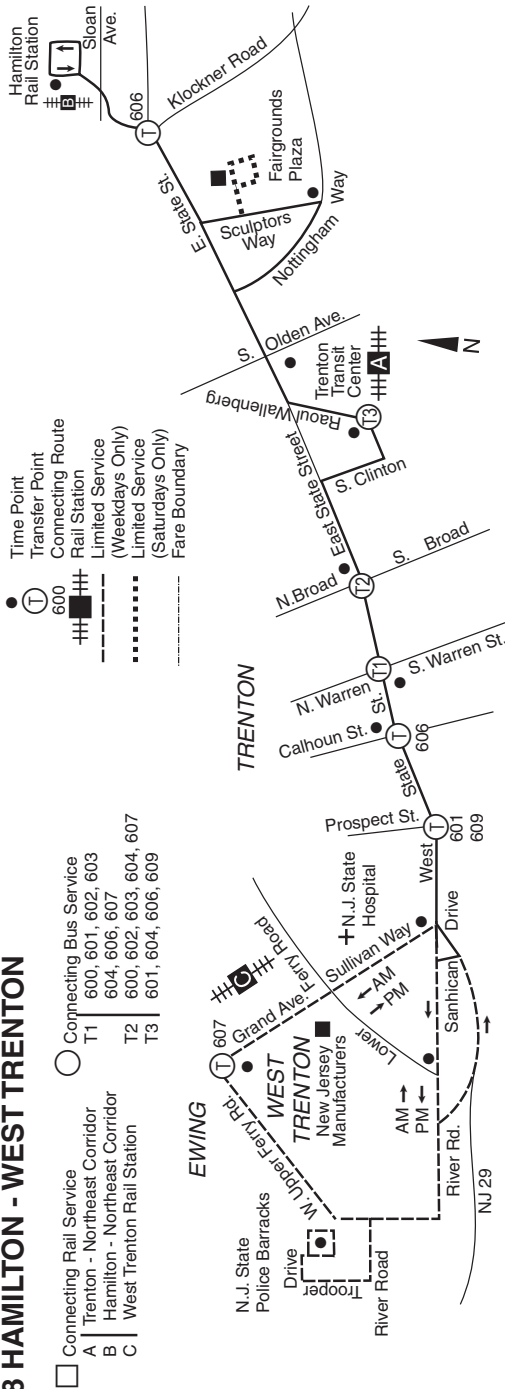 8 HAMILTON - WEST TRENTON
Connecting Rail Service
A Trenton - Northeast Corridor
B Hamilton - Northeast Corridor
C West Trenton Rail Station
Connecting Bus Service
T1 600, 601, 602, 603
604, 606, 607
T2 600, 602, 603, 604, 607
T3 601, 604, 606, 609
Time Point
T Transfer Point
600 Connecting Route
Rail Station
Limited Service
(Weekdays Only)
Limited Service
(Saturdays Only)
Fare Boundary
Hamilton
Rail Station
B
Sloan
Ave.
606
T
Klockner Road
E. State St.
Fairgrounds
Plaza
Sculptors
Way
Nottingham
Way
S. Olden Ave.
Trenton
Transit
Center
A
N
Raoul Wallenberg
T3
East State Street
S. Clinton
N.Broad
T2
S. Broad
TRENTON
N. Warren
T1
S. Warren St.
St.
Calhoun St.
T
606
State
Prospect St.
T
601
609
West
N.J. State
Hospital
Drive
Sanhican
Sullivan Way
C
Ferry Road
Grand Ave.
AM
PM
Lower
607
T
EWING
WEST
TRENTON
New Jersey
Manufacturers
AM
PM
W. Upper Ferry Rd.
River Rd.
NJ 29
N.J. State
Police Barracks
Drive
Trooper
River Road